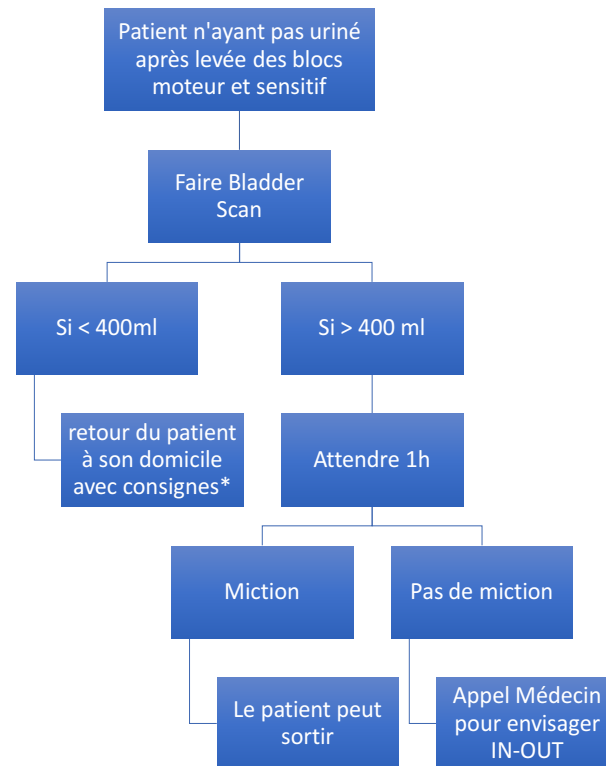 Patient n'ayant pas uriné
après levée des blocs
moteur et sensitif
Faire Bladder
Scan
Si < 400ml
Si > 400 ml
retour du patient
à son domicile
avec consignes*
Attendre 1h
Miction
Pas de miction
Le patient peut
sortir
Appel Médecin
pour envisager
IN-OUT